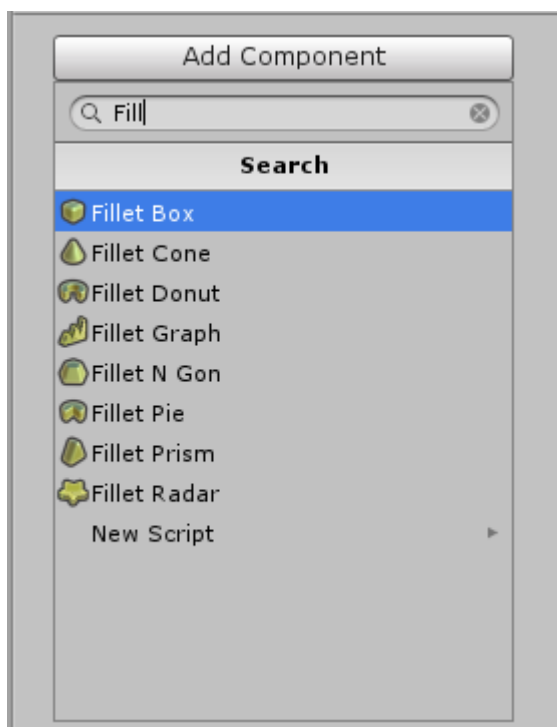 Add Component
Fill
Search
Fillet Box
Fillet Cone
Fillet Donut
Fillet Graph
Fillet N Gon
Fillet Pie
Fillet Prism
Fillet Radar
New Script